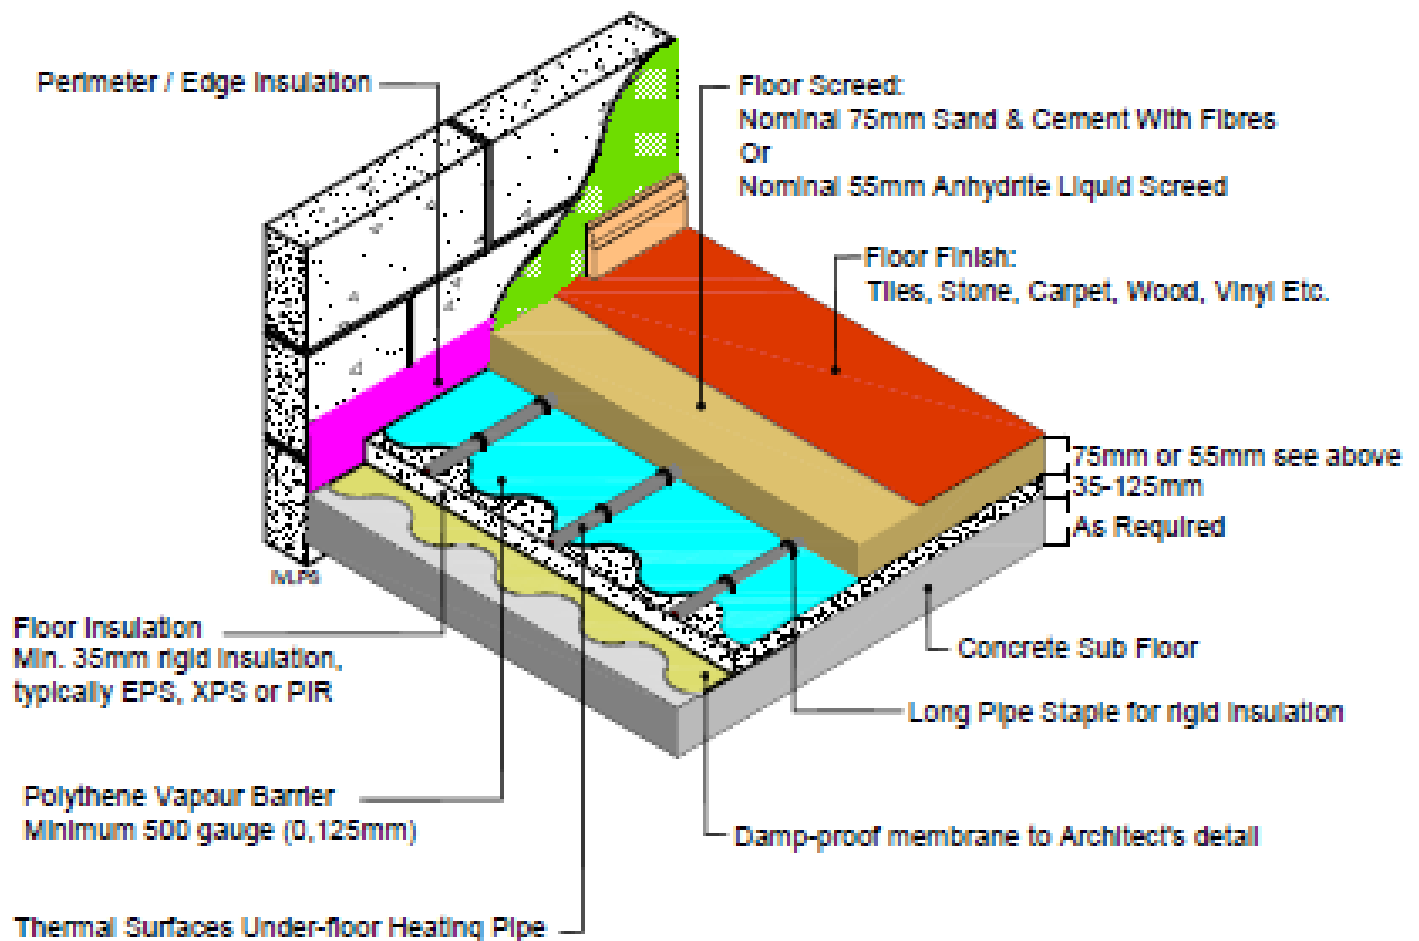 Perimeter / Edge Insulation
Floor Screed:
Nominal 75mm Sand & Cement With Fibres
Or
Nominal 55mm Anhydrite Liquid Screed
Floor Finish:
Tiles, Stone, Carpet, Wood, Vinyl Etc.
75mm or 55mm see above
35-125mm
As Required
Floor Insulation
Min. 35mm rigid insulation,
typically EPS, XPS or PIR
Concrete Sub Floor
Long Pipe Staple for rigid insulation
Polythene Vapour Barrier
Minimum 500 gauge (0,125mm)
Damp-proof membrane to Architect's detail
Thermal Surfaces Under-floor Heating Pipe